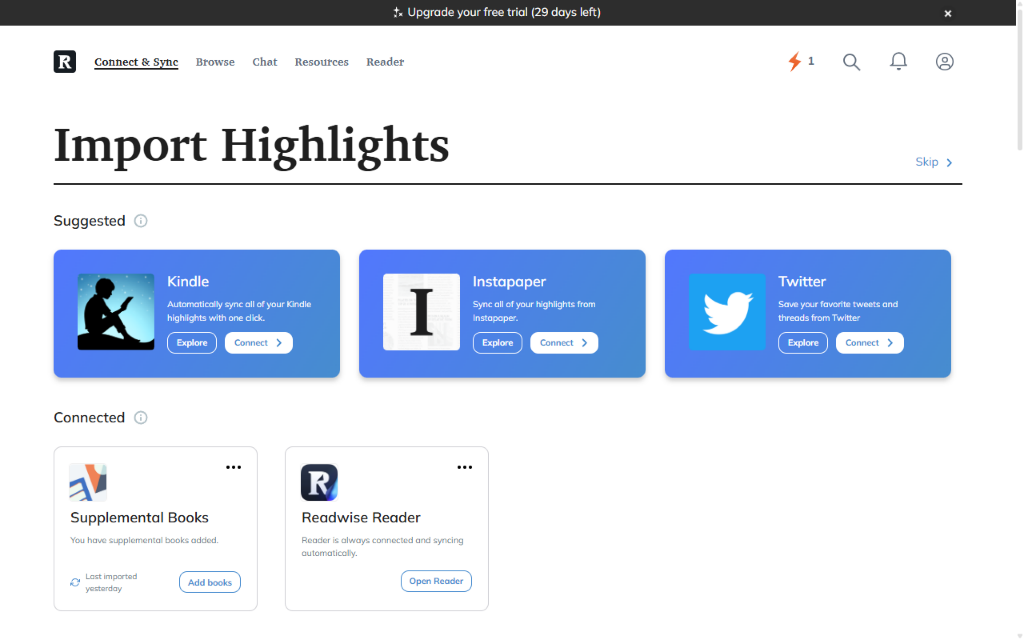 Upgrade your free trial (29 days left)
R
Connect & Sync
Browse
Chat
Resources
Reader
1
Import Highlights
Skip
Suggested
Kindle
Automatically sync all of your Kindle
highlights with one click.
Explore
Connect
I
Instapaper
Sync all of your highlights from
Instapaper.
Explore
Connect
Twitter
Save your favorite tweets and
threads from Twitter
Explore
Connect
Connected
Supplemental Books
You have supplemental books added.
Last imported
yesterday
Add books
R
Readwise Reader
Reader is always connected and syncing
automatically.
Open Reader